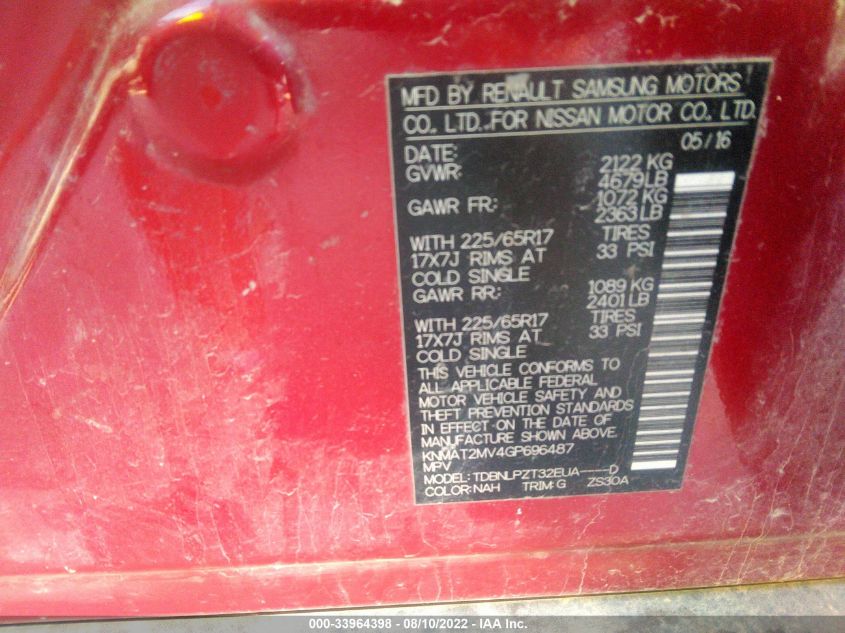 MFD BY RENAULT SAMSUNG MOTORS
CO., LTD. FOR NISSAN MOTOR CO., LTD.
05/16
DATE:
GVWR: 2122 KG
4679LB
GAWR FR: 1072 KG
2363LB
WITH 225/65R17 TIRES
17X7J RIMS AT 33 PSI
COLD SINGLE
GAWR RR: 1089 KG
2401LB
WITH 225/65R17 TIRES
17X7J RIMS AT 33 PSI
COLD SINGLE
THIS VEHICLE CONFORMS TO
ALL APPLICABLE FEDERAL
MOTOR VEHICLE SAFETY AND
THEFT PREVENTION STANDARDS
IN EFFECT ON THE DATE OF
MANUFACTURE SHOWN ABOVE.
KNMAT2MV4GP696487
MPV
MODEL: TDBNLPZT32EUA----D
COLOR: NAH TRIM:G ZS30A
000-33964398 - 08/10/2022 - IAA Inc.